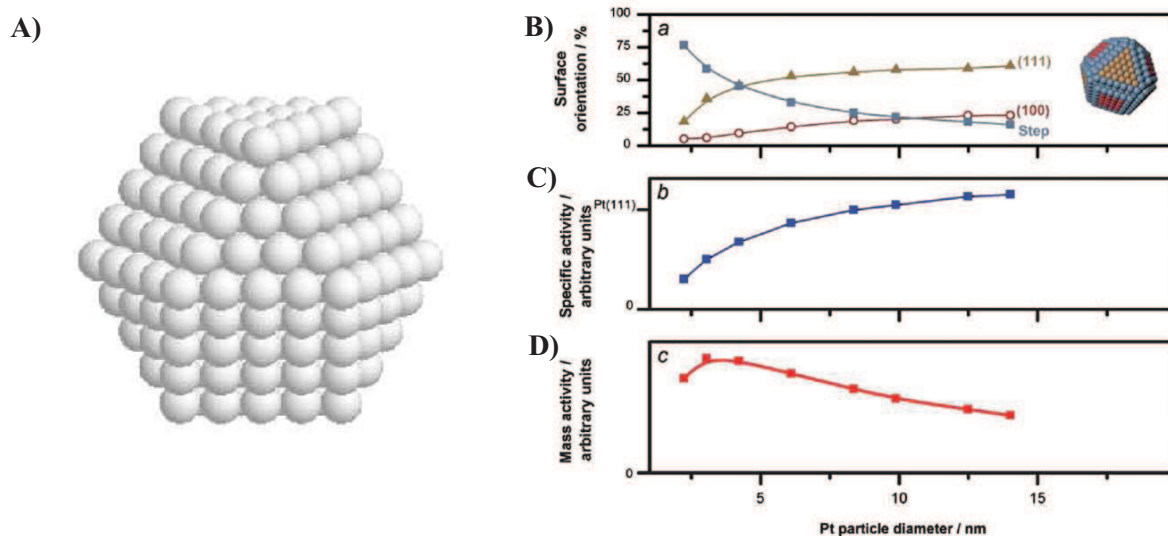 A)
B)
Surface
orientation / %
100
75
50
25
0
a
(111)
(100)
Step
C)
Specific activity /
arbitrary units
Pt(111)
0
b
D)
Mass activity /
arbitrary units
0
c
5
10
15
Pt particle diameter / nm